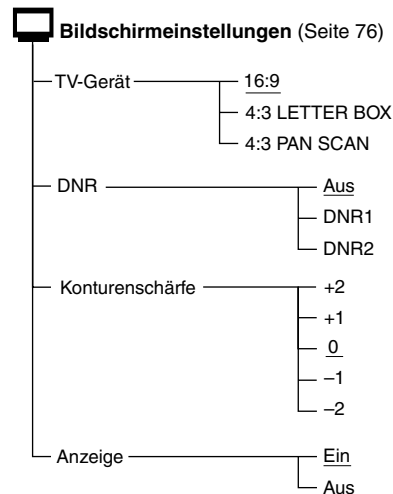 Bildschirmeinstellungen (Seite 76)
TV-Gerät
16:9
4:3 LETTER BOX
4:3 PAN SCAN
DNR
Aus
DNR1
DNR2
Konturenschärfe
+2
+1
0
–1
–2
Anzeige
Ein
Aus